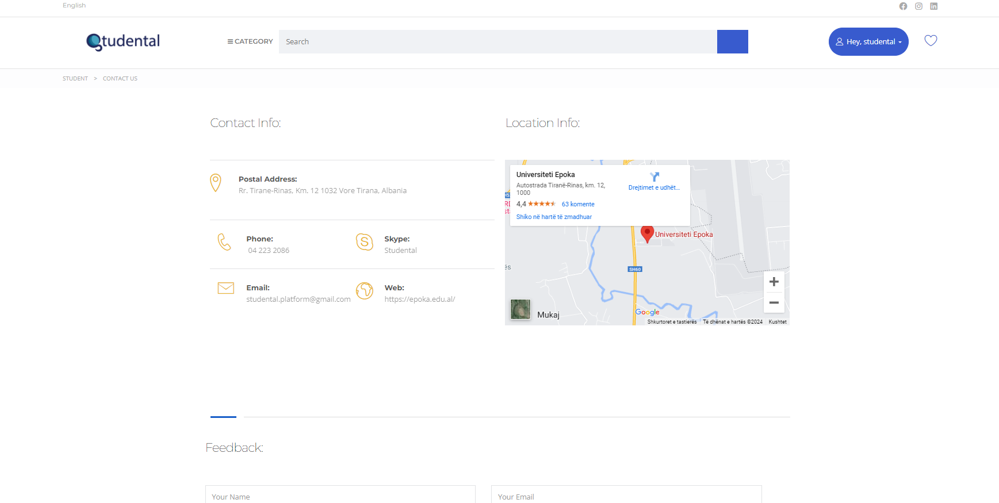 English
Studental
CATEGORY
Search
Hey, studental
STUDENT > CONTACT US
Contact Info:
Postal Address:
Rr. Tirane-Rinas, Km. 12 1032 Vore Tirana, Albania
Phone:
04 223 2086
Skype:
Studental
Email:
studental.platform@gmail.com
Web:
https://epoka.edu.al/
Location Info:
Universiteti Epoka
Autostrada Tiranë-Rinas, km. 12,
1000
4,4
63 komente
Shiko në hartë të zmadhuar
Drejtimet e udhët...
Universiteti Epoka
SH60
ës
Mukaj
Google
Shkurtoret e tastierës
Të dhënat e hartës ©2024
Kushtet
Feedback:
Your Name
Your Email